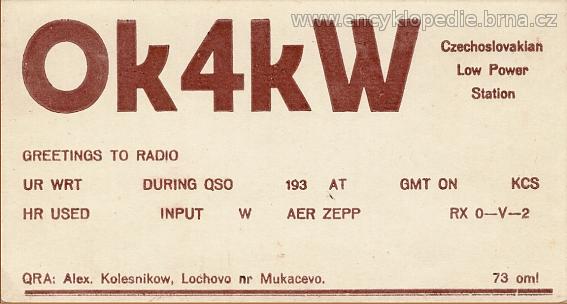 www.encyklopedie.brna.cz
Ok4kW
Czechoslovakian
Low Power
Station
GREETINGS TO RADIO
UR WRT DURING QSO 193 AT GMT ON KCS
HR USED INPUT W AER ZEPP RX 0—V—2
QRA: Alex. Kolesnikow, Lochovo nr Mukacevo. 73 om!